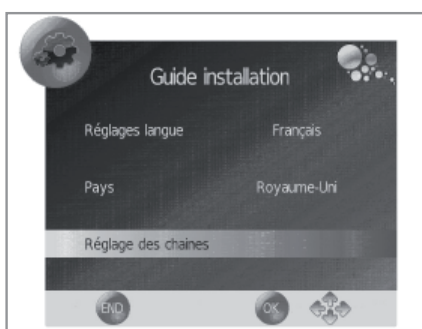 Guide installation
Réglages langue Français
Pays Royaume-Uni
Réglage des chaines
END OK